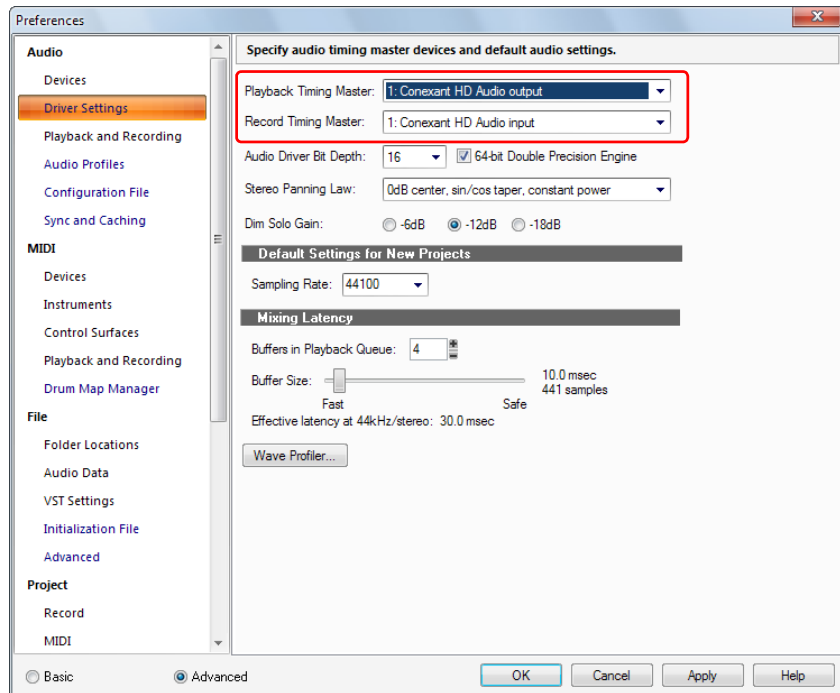 Preferences
Audio
Devices
Driver Settings
Playback and Recording
Audio Profiles
Configuration File
Sync and Caching
MIDI
Devices
Instruments
Control Surfaces
Playback and Recording
Drum Map Manager
File
Folder Locations
Audio Data
VST Settings
Initialization File
Advanced
Project
Record
MIDI
Specify audio timing master devices and default audio settings.
Playback Timing Master: 1: Conexant HD Audio output
Record Timing Master: 1: Conexant HD Audio input
Audio Driver Bit Depth: 16 64-bit Double Precision Engine
Stereo Panning Law: 0dB center, sin/cos taper, constant power
Dim Solo Gain: -6dB -12dB -18dB
Default Settings for New Projects
Sampling Rate: 44100
Mixing Latency
Buffers in Playback Queue: 4
Buffer Size: 10.0 msec
441 samples
Fast Safe
Effective latency at 44kHz/stereo: 30.0 msec
Wave Profiler...
Basic Advanced OK Cancel Apply Help